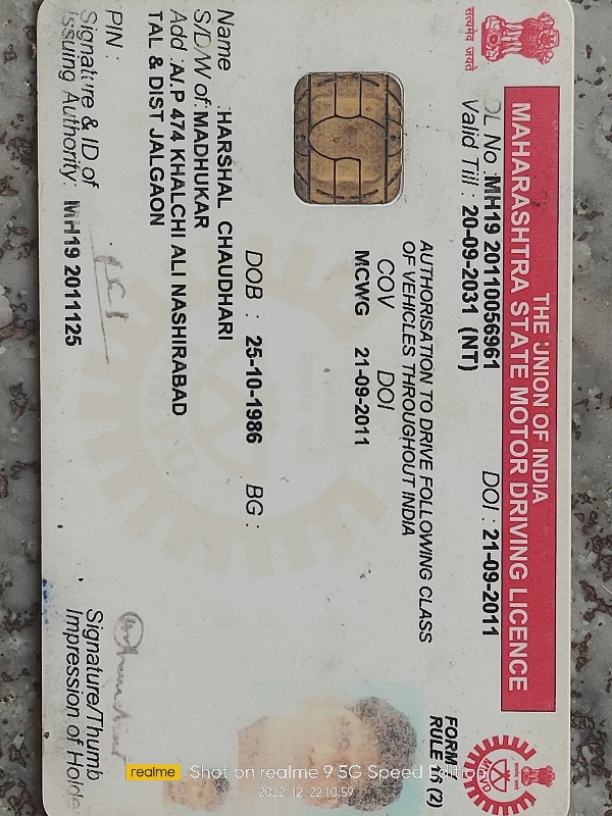 सत्यमेव जयते
THE UNION OF INDIA
MAHARASHTRA STATE MOTOR DRIVING LICENCE
DL No :MH19 20110056961 DOI : 21-09-2011
Valid Till : 20-09-2031 (NT)
FORM 7
RULE 16 (2)
AUTHORISATION TO DRIVE FOLLOWING CLASS
OF VEHICLES THROUGHOUT INDIA
COV DOI
MCWG 21-09-2011
DOB : 25-10-1986 BG :
Name :HARSHAL CHAUDHARI
S/D/W of:MADHUKAR
Add :A\.P 474 KHALCHI ALI NASHIRABAD
TAL & DIST JALGAON
PIN :
Signature & ID of
Issuing Authority: MH19 2011125
Signature/Thumb
Impression of Holder
realme Shot on realme 9 5G Speed Edition
2022-12-22 10:59